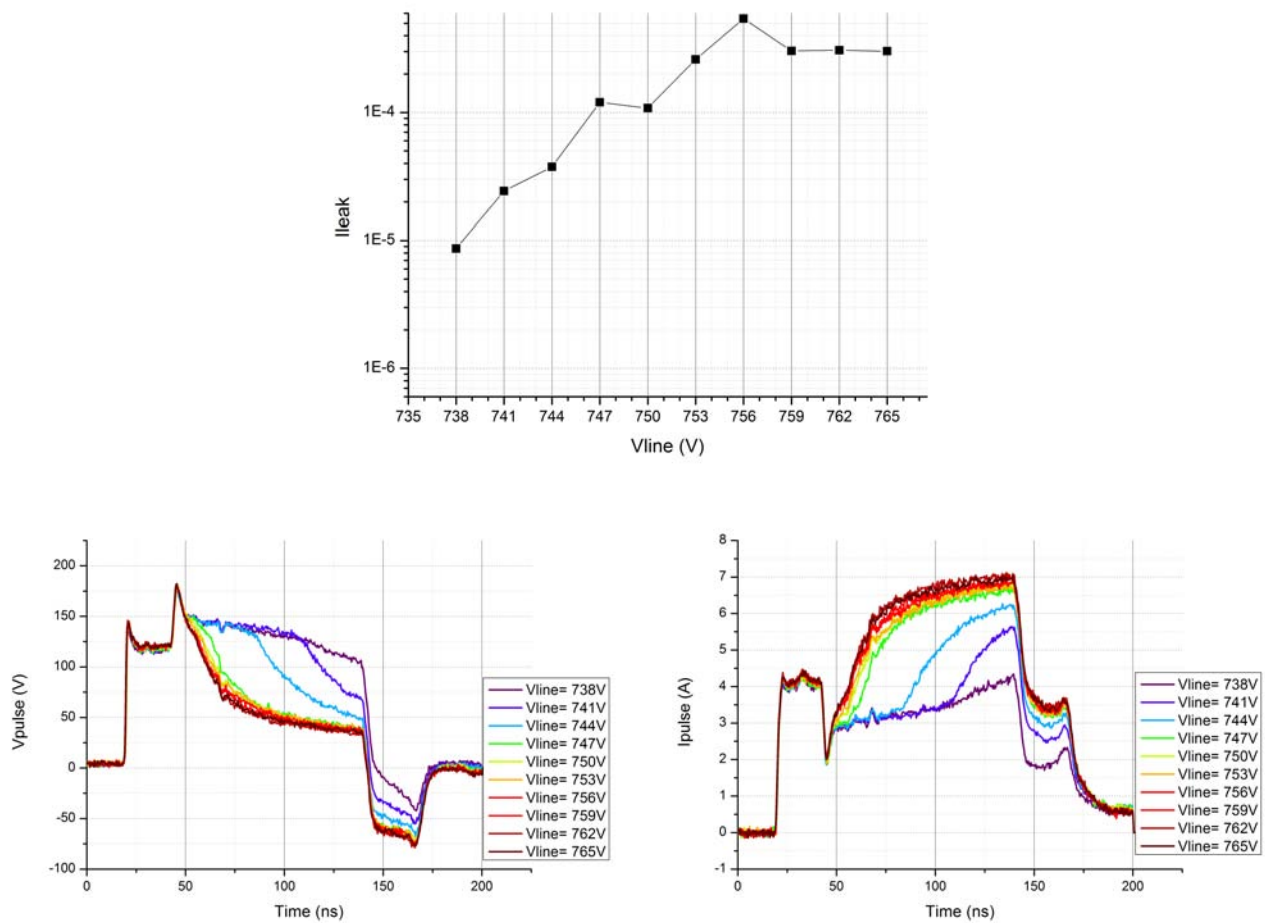 Ileak
1E-4
1E-5
1E-6
735 738 741 744 747 750 753 756 759 762 765
Vline (V)
Vpulse (V)
200
150
100
50
0
-50
-100
0 50 100 150 200
Time (ns)
Vline= 738V
Vline= 741V
Vline= 744V
Vline= 747V
Vline= 750V
Vline= 753V
Vline= 756V
Vline= 759V
Vline= 762V
Vline= 765V
Ipulse (A)
8
7
6
5
4
3
2
1
0
-1
0 50 100 150 200
Time (ns)
Vline= 738V
Vline= 741V
Vline= 744V
Vline= 747V
Vline= 750V
Vline= 753V
Vline= 756V
Vline= 759V
Vline= 762V
Vline= 765V